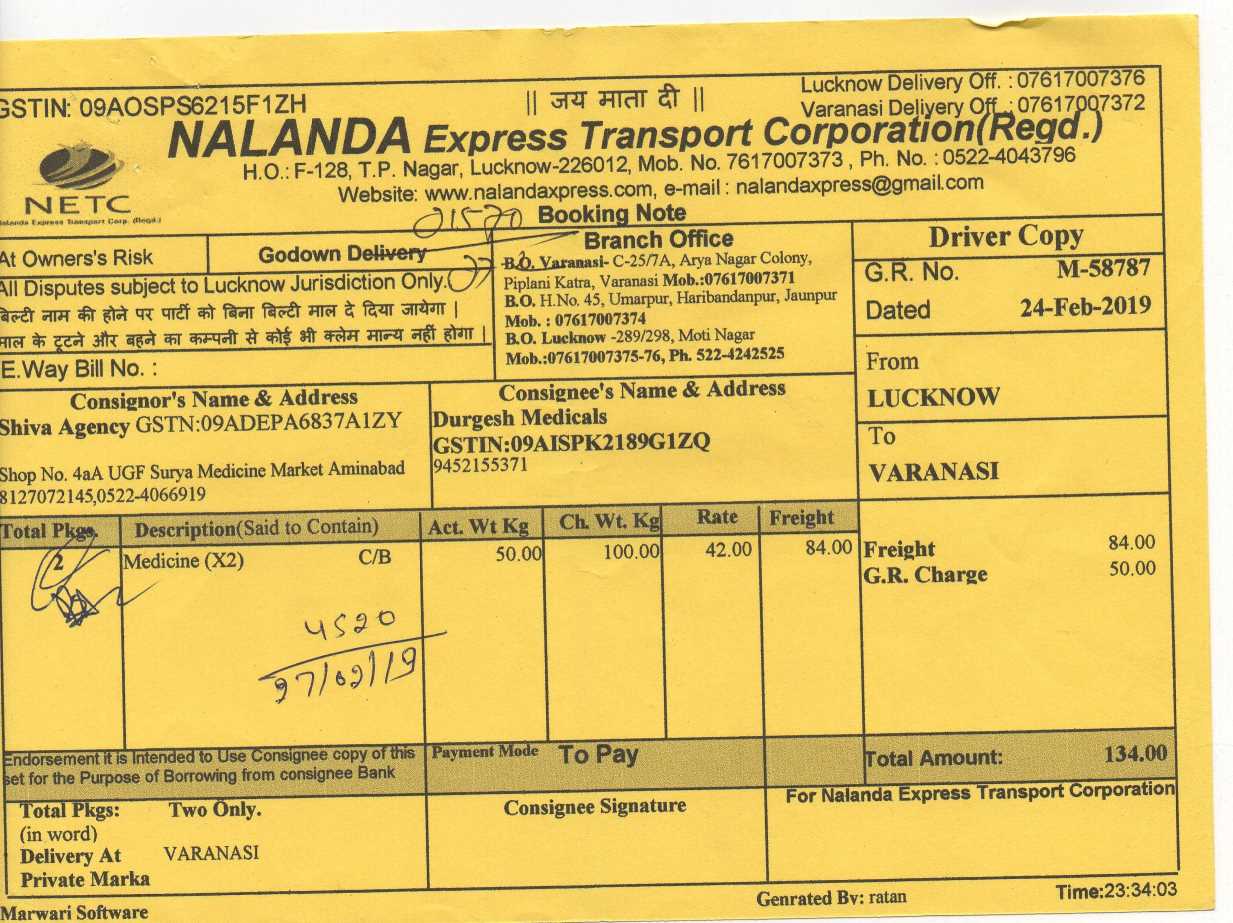 GSTIN: 09AOSPS6215F1ZH
|| जय माता दी ||
Lucknow Delivery Off. : 07617007376
Varanasi Deliyery Off. : 07617007372
NALANDA Express Transport Corporation(Regd.)
H.O.: F-128, T.P. Nagar, Lucknow-226012, Mob. No. 7617007373 , Ph. No. : 0522-4043796
Website: www.nalandaxpress.com, e-mail : nalandaxpress@gmail.com
NETC
Nalanda Express Transport Corp. (Regd.)
21570
Booking Note
At Owners's Risk
Godown Delivery
All Disputes subject to Lucknow Jurisdiction Only.
बिल्टी नाम की होने पर पार्टी को बिना बिल्टी माल दे दिया जायेगा |
माल के टूटने और बहने का कम्पनी से कोई भी क्लेम मान्य नहीं होगा |
E.Way Bill No. :
Branch Office
B.O. Varanasi- C-25/7A, Arya Nagar Colony,
Piplani Katra, Varanasi Mob.:07617007371
B.O. H.No. 45, Umarpur, Haribandanpur, Jaunpur
Mob. : 07617007374
B.O. Lucknow -289/298, Moti Nagar
Mob.:07617007375-76, Ph. 522-4242525
Driver Copy
G.R. No. M-58787
Dated 24-Feb-2019
From
LUCKNOW
To
VARANASI
Consignor's Name & Address
Shiva Agency GSTN:09ADEPA6837A1ZY
Shop No. 4aA UGF Surya Medicine Market Aminabad
8127072145,0522-4066919
Consignee's Name & Address
Durgesh Medicals
GSTIN:09AISPK2189G1ZQ
9452155371
Total Pkgs. Description(Said to Contain) Act. Wt Kg Ch. Wt. Kg Rate Freight
2 Medicine (X2) C/B 50.00 100.00 42.00 84.00
Freight 84.00
G.R. Charge 50.00
4520
27/02/19
Endorsement it is Intended to Use Consignee copy of this
set for the Purpose of Borrowing from consignee Bank
Payment Mode To Pay
Total Amount: 134.00
Total Pkgs: Two Only.
(in word)
Delivery At VARANASI
Private Marka
Consignee Signature
For Nalanda Express Transport Corporation
Marwari Software
Genrated By: ratan
Time:23:34:03